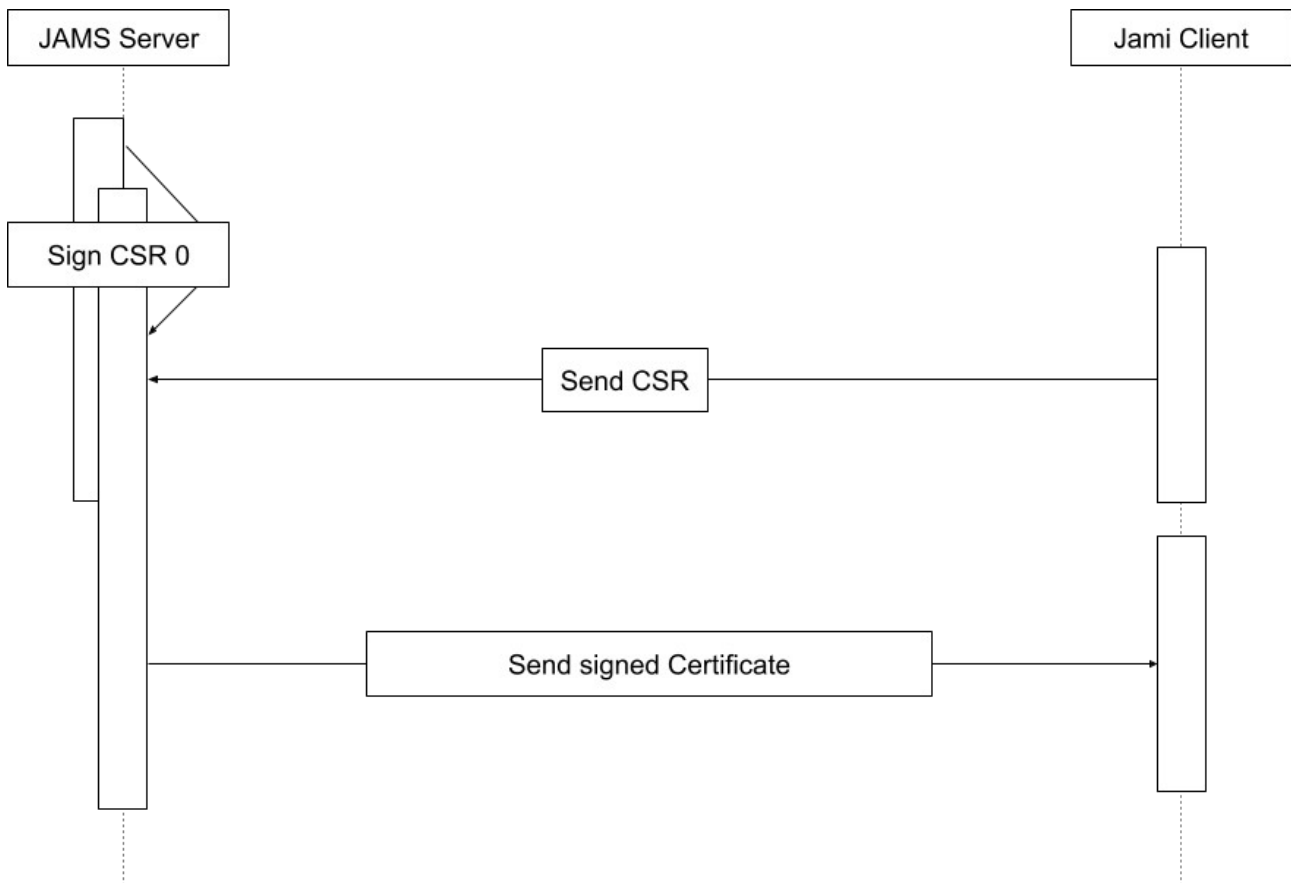 JAMS Server
Jami Client
Sign CSR 0
Send CSR
Send signed Certificate